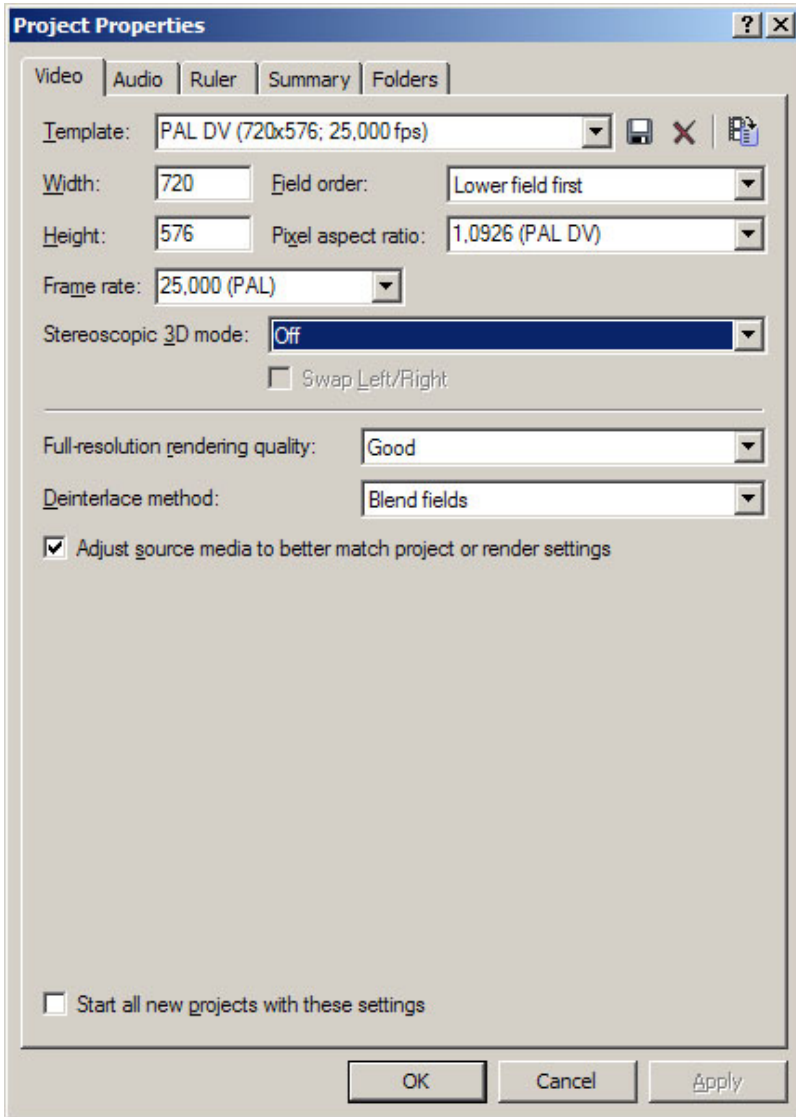 Project Properties
Video Audio Ruler Summary Folders
Template: PAL DV (720x576; 25,000 fps)
Width: 720 Field order: Lower field first
Height: 576 Pixel aspect ratio: 1,0926 (PAL DV)
Frame rate: 25,000 (PAL)
Stereoscopic 3D mode: Off
Swap Left/Right
Full-resolution rendering quality: Good
Deinterlace method: Blend fields
Adjust source media to better match project or render settings
Start all new projects with these settings
OK Cancel Apply